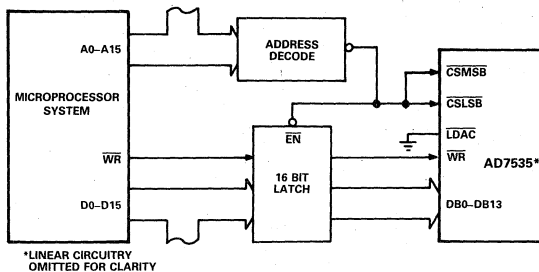 A0–A15
ADDRESS
DECODE
MICROPROCESSOR
SYSTEM
CSMSB
CSLSB
EN
LDAC
WR
16 BIT
LATCH
WR
AD7535*
D0–D15
DB0–DB13
*LINEAR CIRCUITRY
OMITTED FOR CLARITY